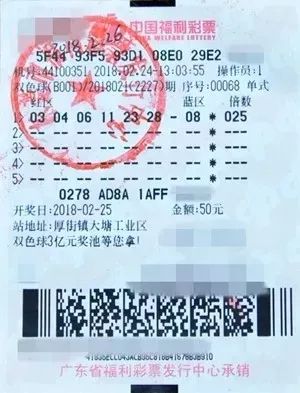 中国福利彩票
CHINA WELFARE LOTTERY
5F44 93F5 93D1 08E0 29E2
机号:44100351 2018-02-24-13:03:55 操作员:1
双色球(B001)/2018021(2227)期 序号:00068 单式
红区 蓝区 倍数
1> 03 04 06 11 23 28 - 08 * 025
2> *
3> *
4> *
5> *
2018.2.26
0278 AD8A 1AFF
开奖日:2018-02-25 金额:50元
站地址:厚街镇大塘工业区
双色球3亿元奖池等您拿!
广东省福利彩票发行中心承销